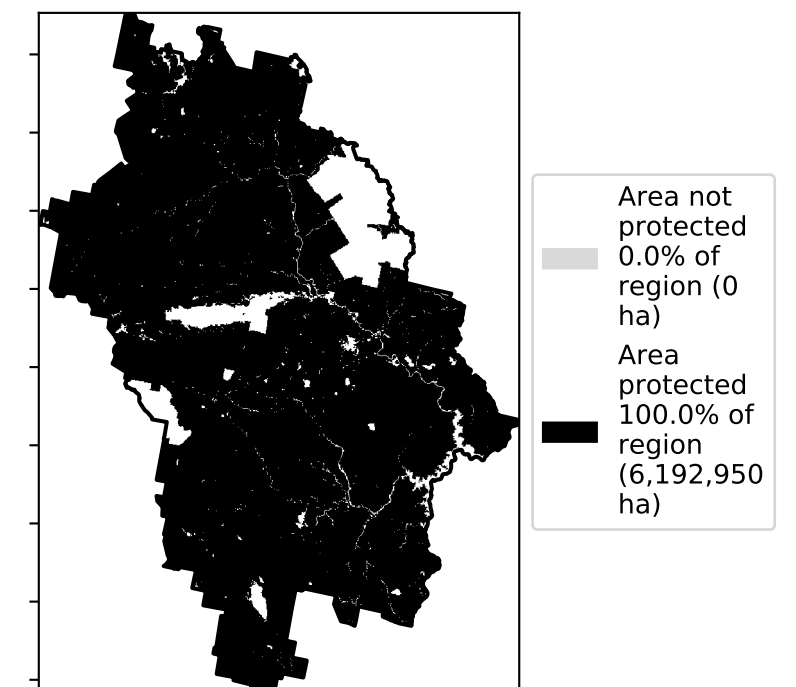 Area not
protected
0.0% of
region (0
ha)
Area
protected
100.0% of
region
(6,192,950
ha)